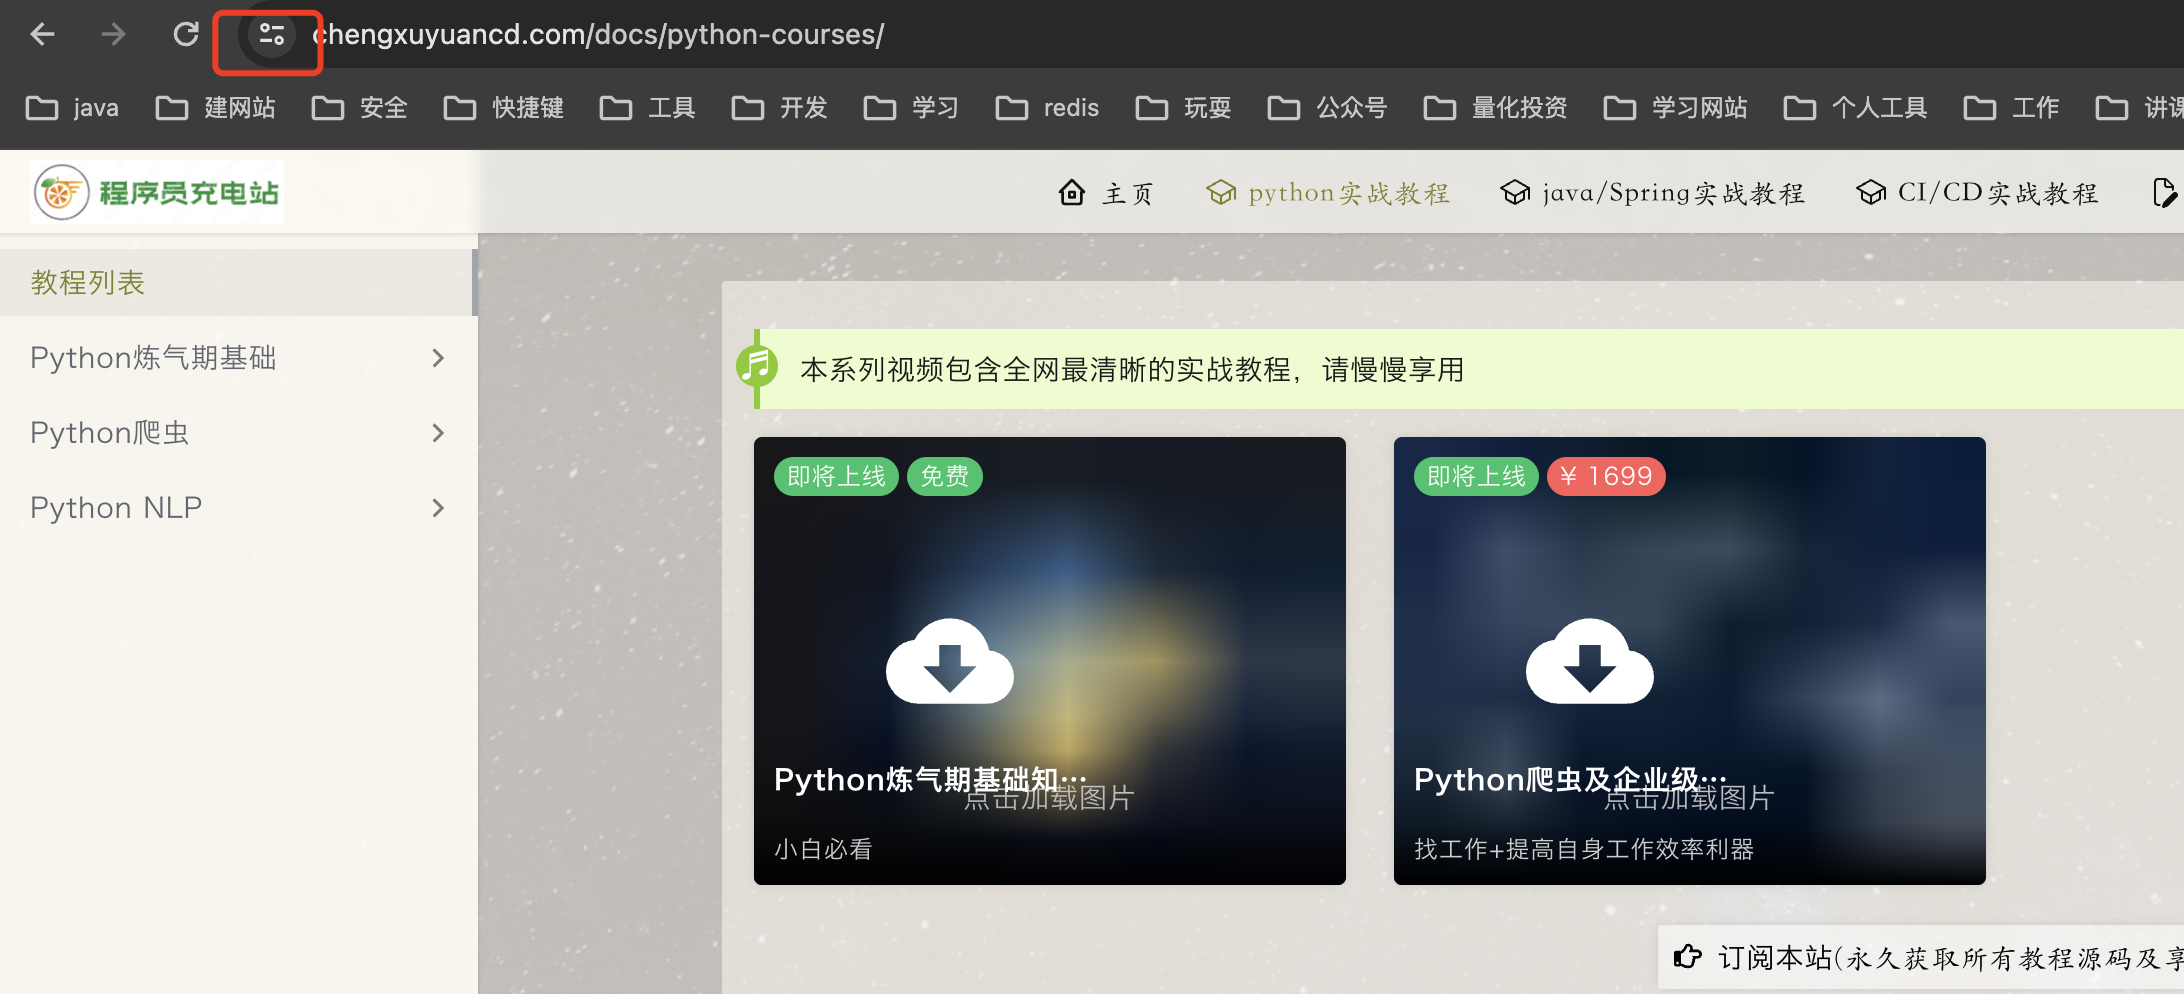 chengxuyuancd.com/docs/python-courses/
java 建网站 安全 快捷键 工具 开发 学习 redis 玩耍 公众号 量化投资 学习网站 个人工具 工作 讲课
程序员充电站 主页 python实战教程 java/Spring实战教程 CI/CD实战教程
教程列表
Python炼气期基础
Python爬虫
Python NLP
本系列视频包含全网最清晰的实战教程，请慢慢享用
即将上线 免费
Python炼气期基础知…
点击加载图片
小白必看
即将上线 ¥ 1699
Python爬虫及企业级…
点击加载图片
找工作+提高自身工作效率利器
订阅本站(永久获取所有教程源码及享